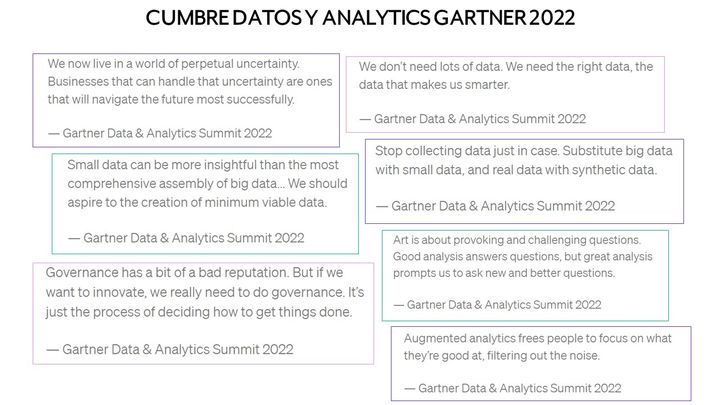 CUMBRE DATOS Y ANALYTICS GARTNER 2022
We now live in a world of perpetual uncertainty.
Businesses that can handle that uncertainty are ones
that will navigate the future most successfully.
— Gartner Data & Analytics Summit 2022
We don't need lots of data. We need the right data, the
data that makes us smarter.
— Gartner Data & Analytics Summit 2022
Small data can be more insightful than the most
comprehensive assembly of big data... We should
aspire to the creation of minimum viable data.
— Gartner Data & Analytics Summit 2022
Stop collecting data just in case. Substitute big data
with small data, and real data with synthetic data.
— Gartner Data & Analytics Summit 2022
Governance has a bit of a bad reputation. But if we
want to innovate, we really need to do governance. It's
just the process of deciding how to get things done.
— Gartner Data & Analytics Summit 2022
Art is about provoking and challenging questions.
Good analysis answers questions, but great analysis
prompts us to ask new and better questions.
— Gartner Data & Analytics Summit 2022
Augmented analytics frees people to focus on what
they're good at, filtering out the noise.
— Gartner Data & Analytics Summit 2022